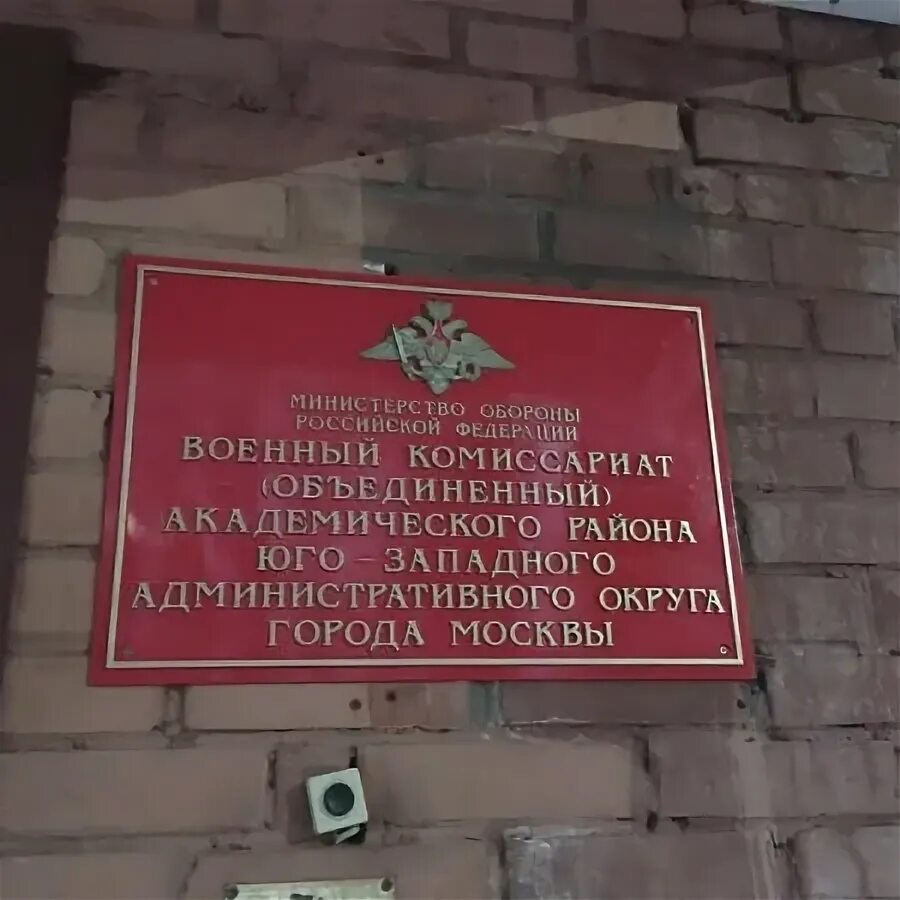 МИНИСТЕРСТВО ОБОРОНЫ
РОССИЙСКОЙ ФЕДЕРАЦИИ
ВОЕННЫЙ КОМИССАРИАТ
(ОБЪЕДИНЕННЫЙ)
АКАДЕМИЧЕСКОГО РАЙОНА
ЮГО-ЗАПАДНОГО
АДМИНИСТРАТИВНОГО ОКРУГА
ГОРОДА МОСКВЫ